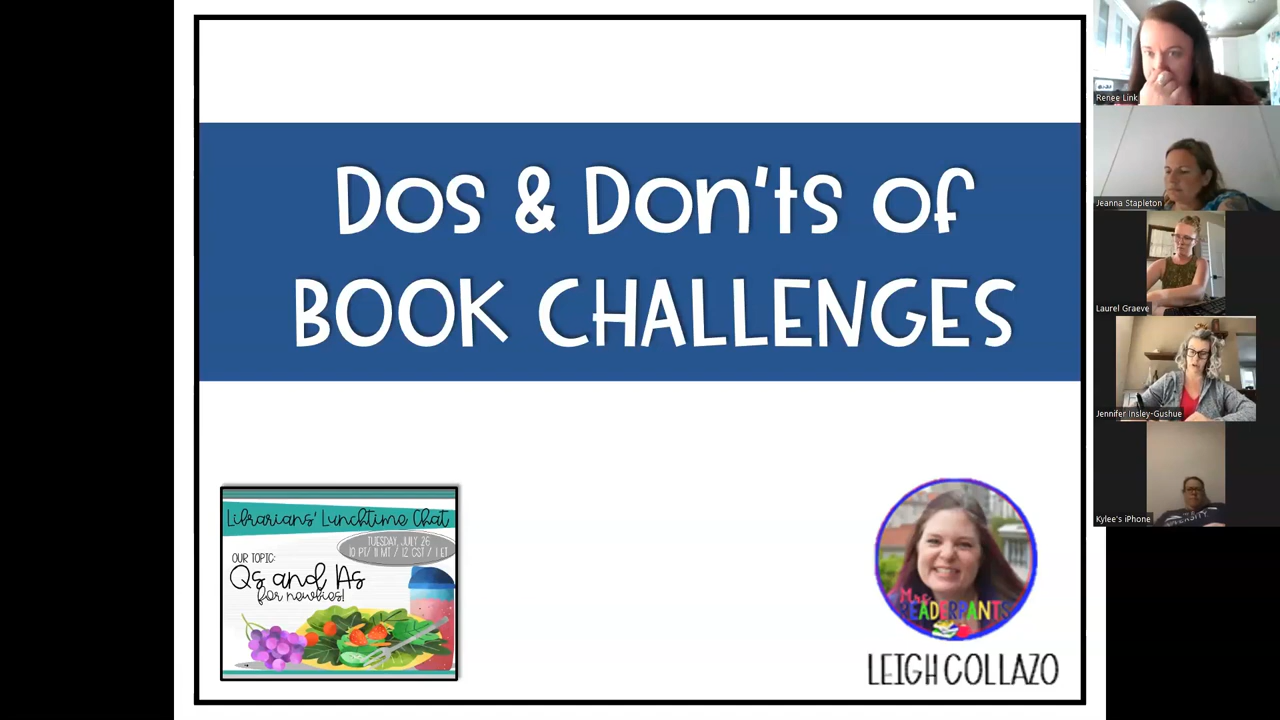 Dos & Don'ts of
BOOK CHALLENGES
Librarians' Lunchtime Chat
TUESDAY, JULY 26
10 PT/ 11 MT / 12 CST / 1 ET
OUR TOPIC:
Qs and As
for newbies!
Mrs.
READERPANTS
LEIGH COLLAZO
Renee Link
Jeanna Stapleton
Laurel Graeve
Jennifer Insley-Gushue
Kylee's iPhone